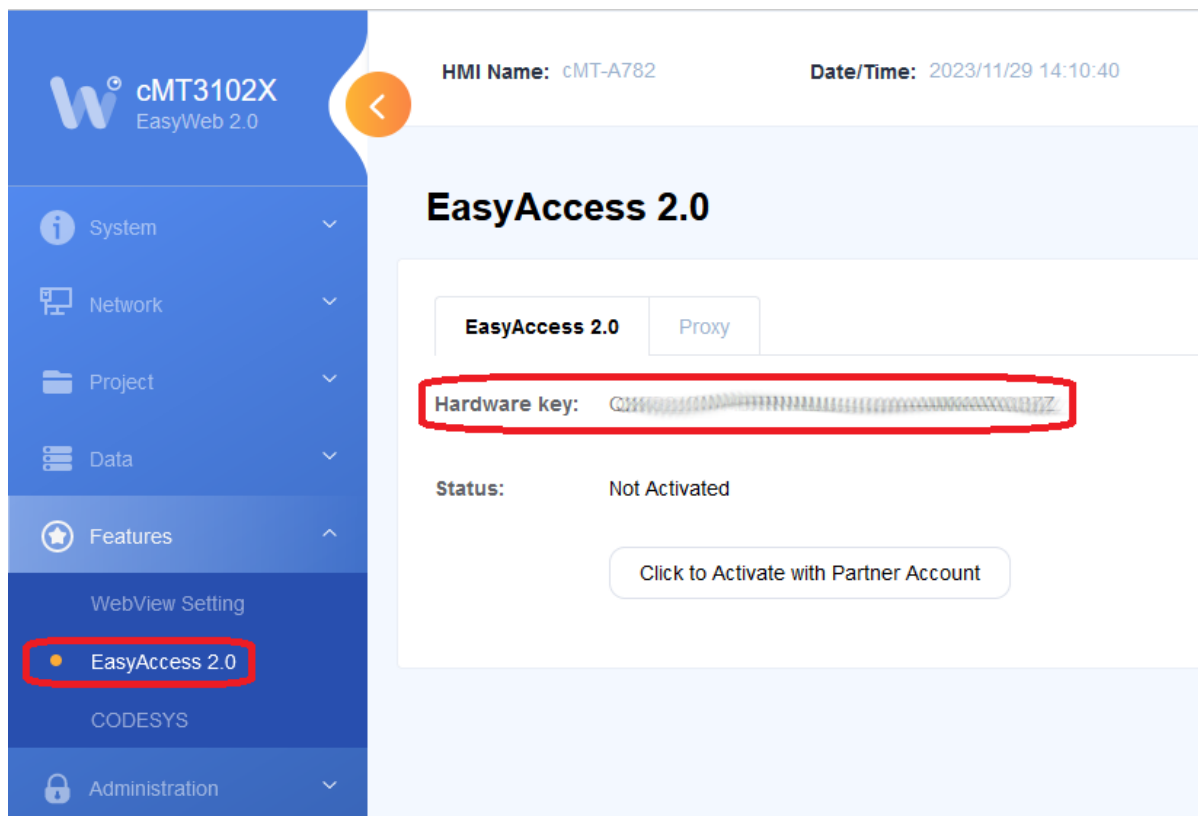 cMT3102X
EasyWeb 2.0
HMI Name: cMT-A782 Date/Time: 2023/11/29 14:10:40
System
Network
Project
Data
Features
WebView Setting
EasyAccess 2.0
CODESYS
Administration
EasyAccess 2.0
EasyAccess 2.0 Proxy
Hardware key:
Status: Not Activated
Click to Activate with Partner Account